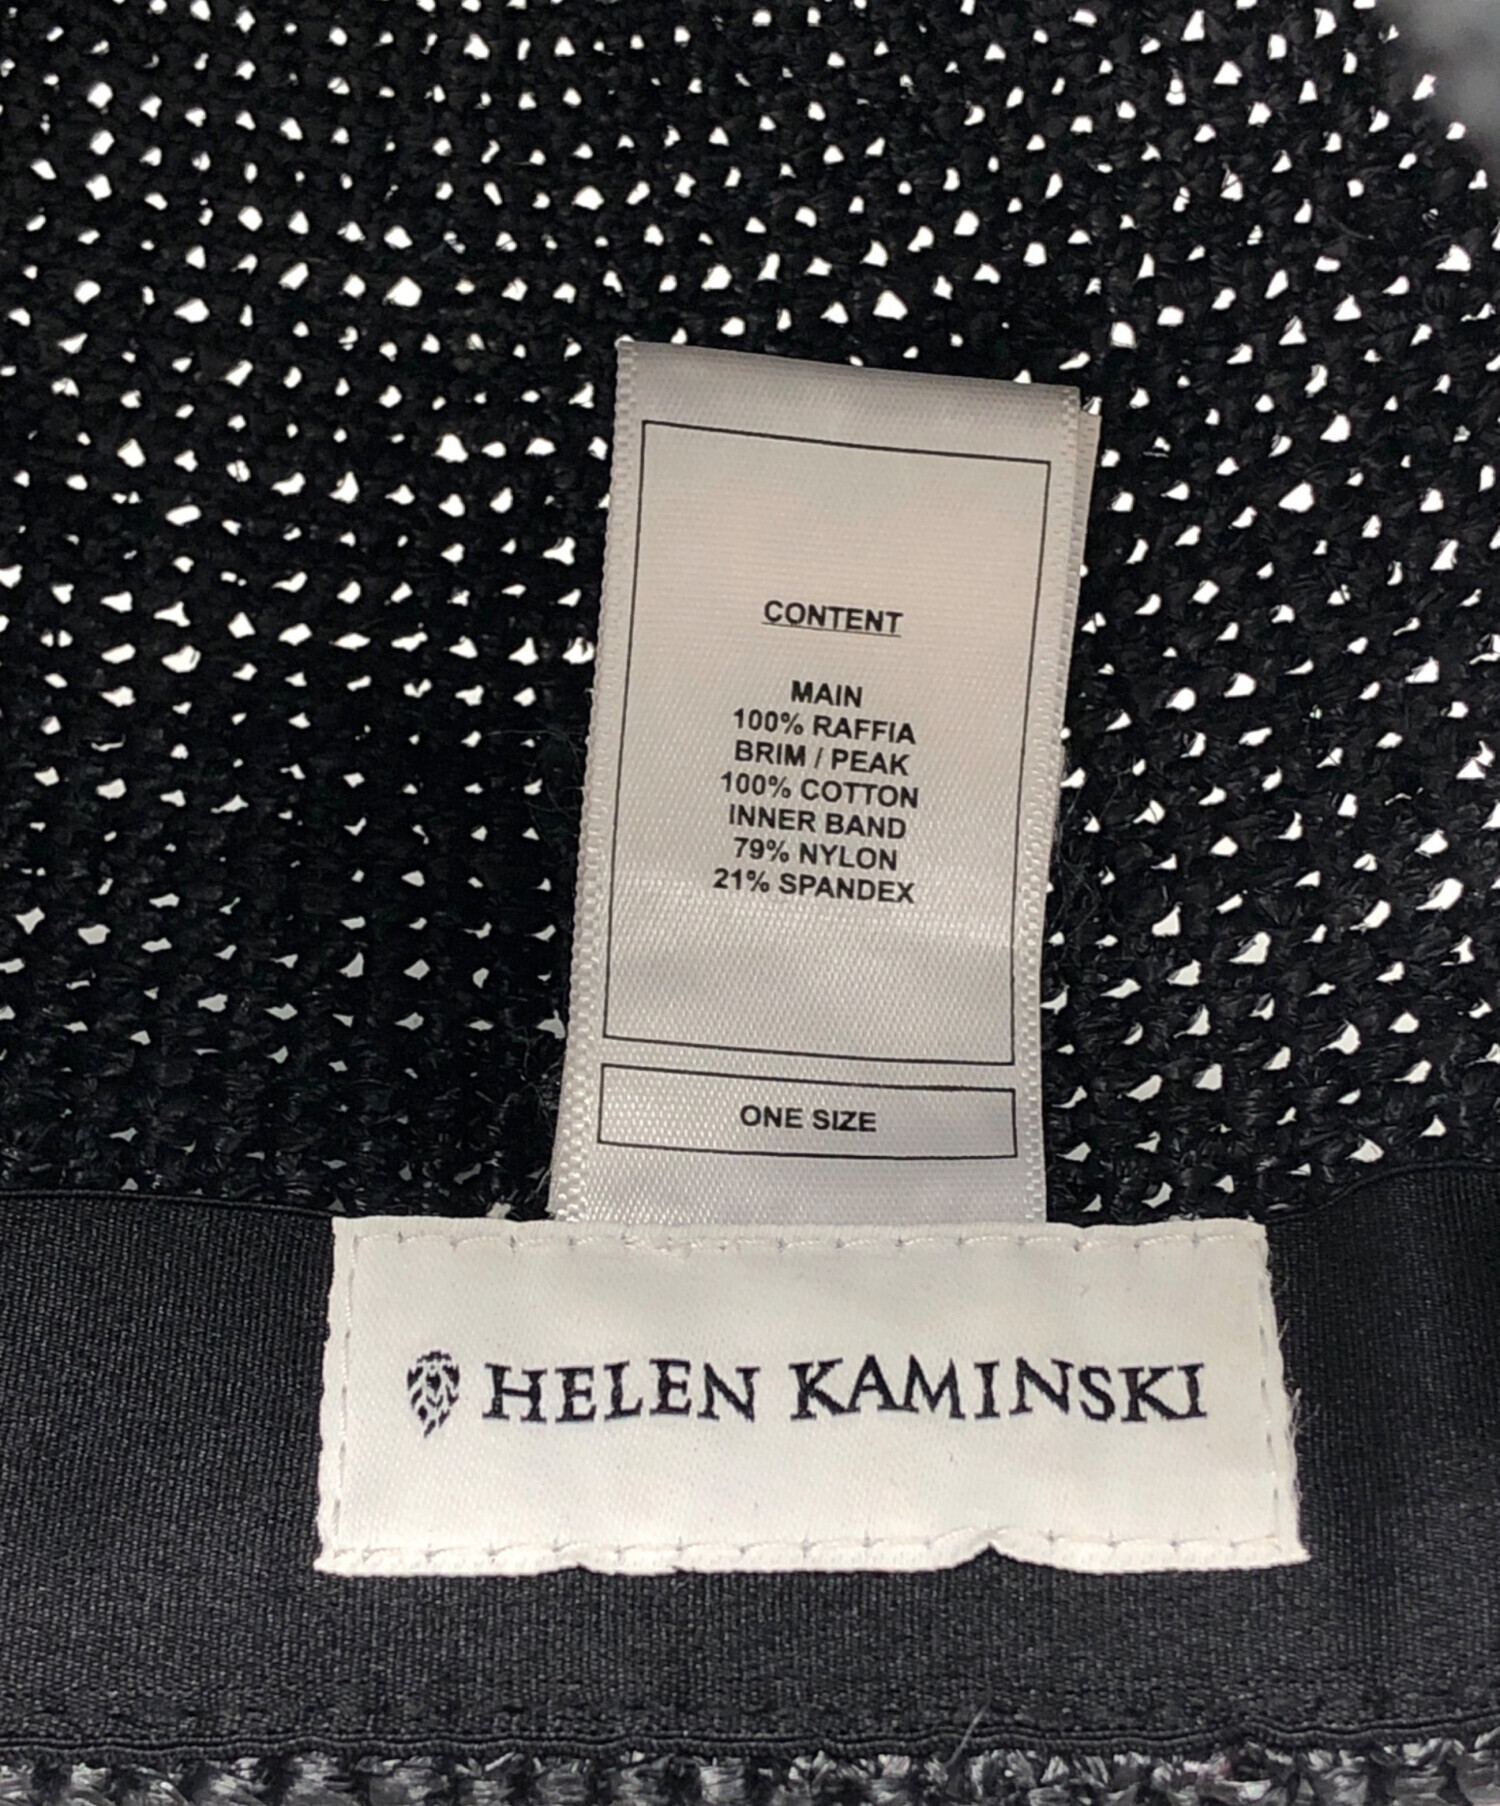 CONTENT
MAIN
100% RAFFIA
BRIM / PEAK
100% COTTON
INNER BAND
79% NYLON
21% SPANDEX
ONE SIZE
HELEN KAMINSKI